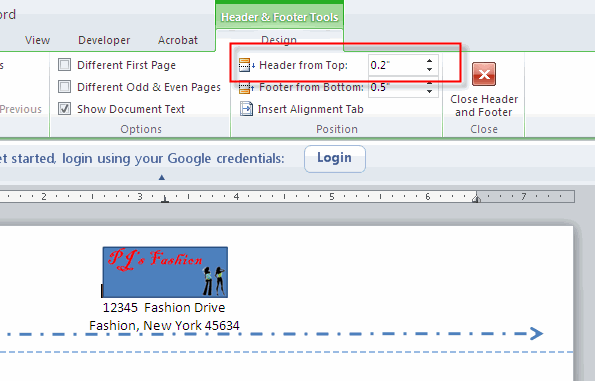 ord
Header & Footer Tools
View Developer Acrobat Design
s Different First Page Header from Top: 0.2"
Different Odd & Even Pages Footer from Bottom: 0.5"
Previous Show Document Text Insert Alignment Tab
Close Header
and Footer
Options Position Close
et started, login using your Google credentials: Login
2 3 4 5 6 7
PJ's Fashion
12345 Fashion Drive
Fashion, New York 45634